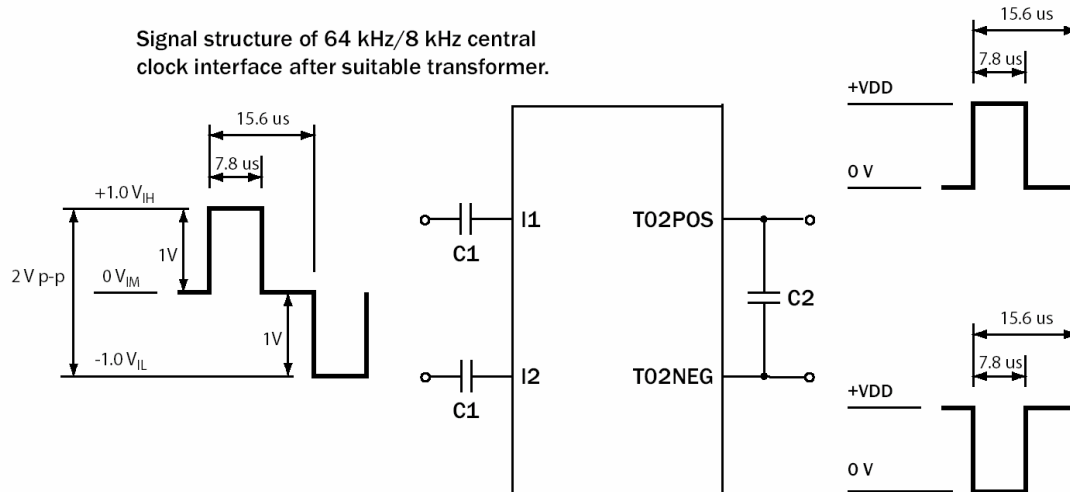 Signal structure of 64 kHz/8 kHz central
clock interface after suitable transformer.
15.6 us
7.8 us
+1.0 VIH
1V
2 V p-p
0 VIM
1V
-1.0 VIL
C1
I1
C1
I2
T02POS
T02NEG
C2
15.6 us
7.8 us
+VDD
0 V
15.6 us
7.8 us
+VDD
0 V